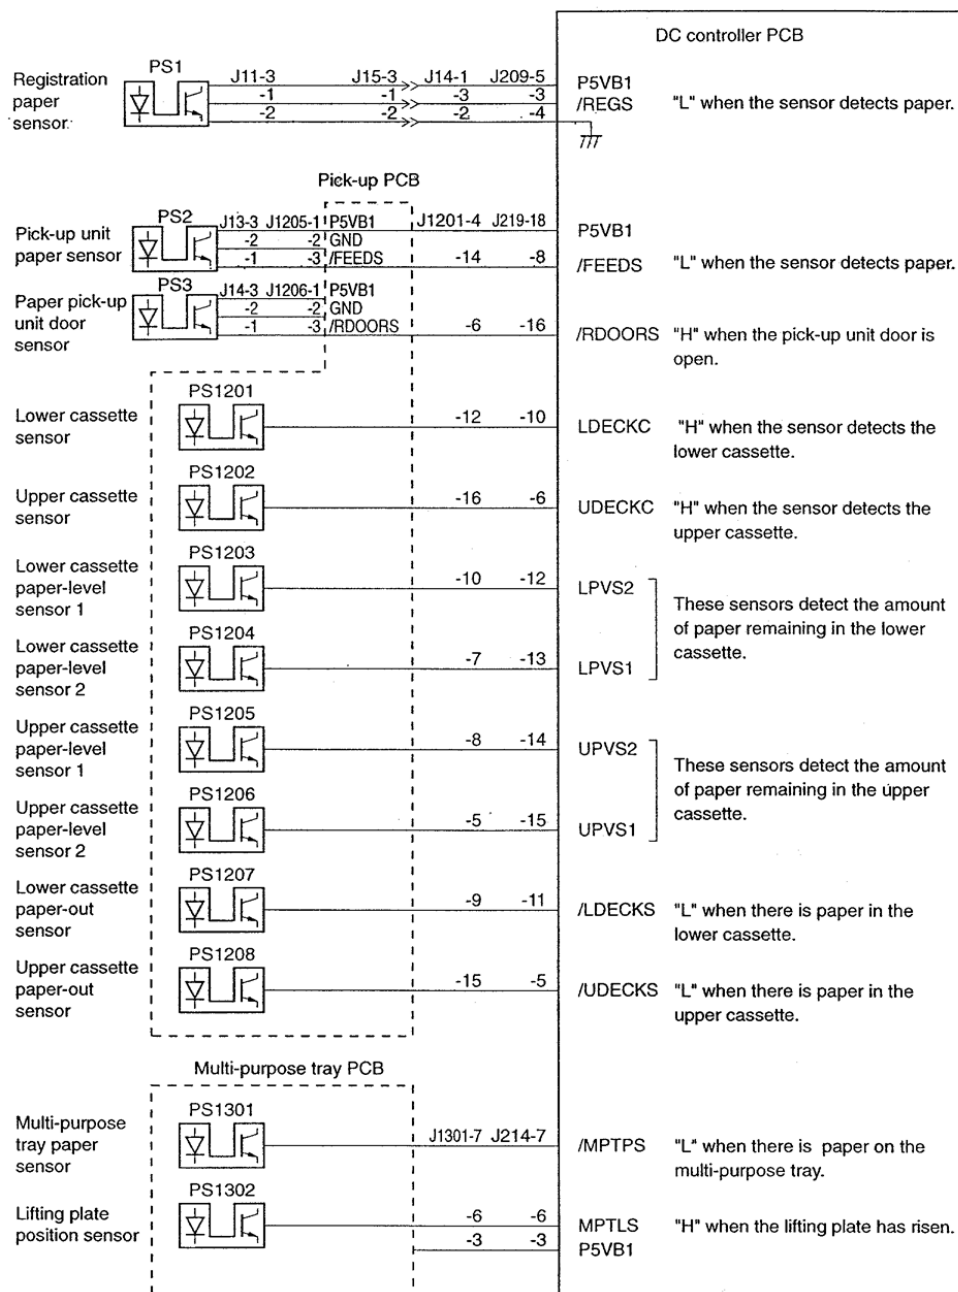 DC controller PCB
PS1
Registration
paper
sensor
J11-3 J15-3 J14-1 J209-5
P5VB1
-1 -1 -3 -3
/REGS "L" when the sensor detects paper.
-2 -2 -2 -4
Pick-up PCB
PS2
Pick-up unit
paper sensor
J13-3 J1205-1 P5VB1 J1201-4 J219-18
P5VB1
-2 -2 GND
-1 -3 /FEEDS -14 -8
/FEEDS "L" when the sensor detects paper.
PS3
Paper pick-up
unit door
sensor
J14-3 J1206-1 P5VB1
-2 -2 GND
-1 -3 /RDOORS -6 -16
/RDOORS "H" when the pick-up unit door is
open.
PS1201
Lower cassette
sensor
-12 -10
LDECKC "H" when the sensor detects the
lower cassette.
PS1202
Upper cassette
sensor
-16 -6
UDECKC "H" when the sensor detects the
upper cassette.
PS1203
Lower cassette
paper-level
sensor 1
-10 -12
LPVS2
These sensors detect the amount
of paper remaining in the lower
cassette.
PS1204
Lower cassette
paper-level
sensor 2
-7 -13
LPVS1
PS1205
Upper cassette
paper-level
sensor 1
-8 -14
UPVS2
These sensors detect the amount
of paper remaining in the upper
cassette.
PS1206
Upper cassette
paper-level
sensor 2
-5 -15
UPVS1
PS1207
Lower cassette
paper-out
sensor
-9 -11
/LDECKS "L" when there is paper in the
lower cassette.
PS1208
Upper cassette
paper-out
sensor
-15 -5
/UDECKS "L" when there is paper in the
upper cassette.
Multi-purpose tray PCB
PS1301
Multi-purpose
tray paper
sensor
J1301-7 J214-7
/MPTPS "L" when there is paper on the
multi-purpose tray.
PS1302
Lifting plate
position sensor
-6 -6
MPTLS "H" when the lifting plate has risen.
-3 -3
P5VB1